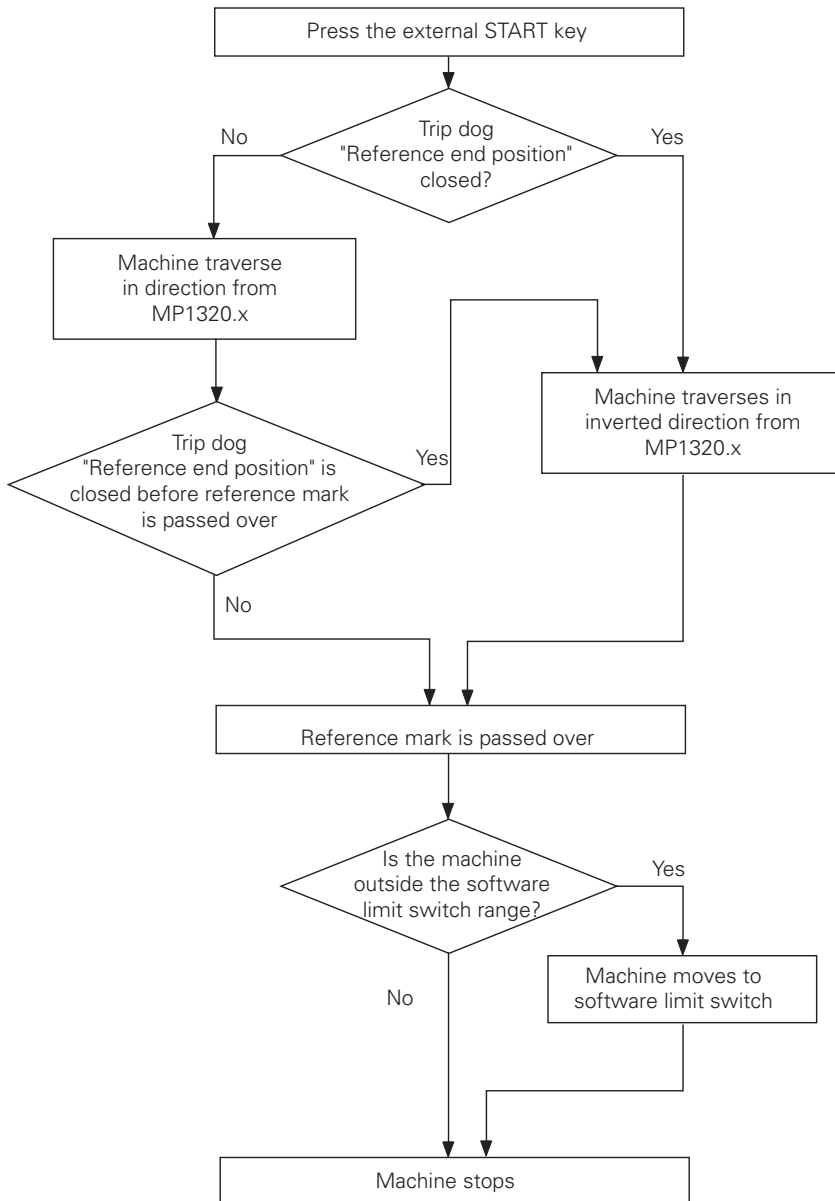 Press the external START key
No
Trip dog
"Reference end position"
closed?
Yes
Machine traverse
in direction from
MP1320.x
Machine traverses in
inverted direction from
MP1320.x
Trip dog
"Reference end position" is
closed before reference mark
is passed over
Yes
No
Reference mark is passed over
Is the machine
outside the software
limit switch range?
Yes
Machine moves to
software limit switch
No
Machine stops